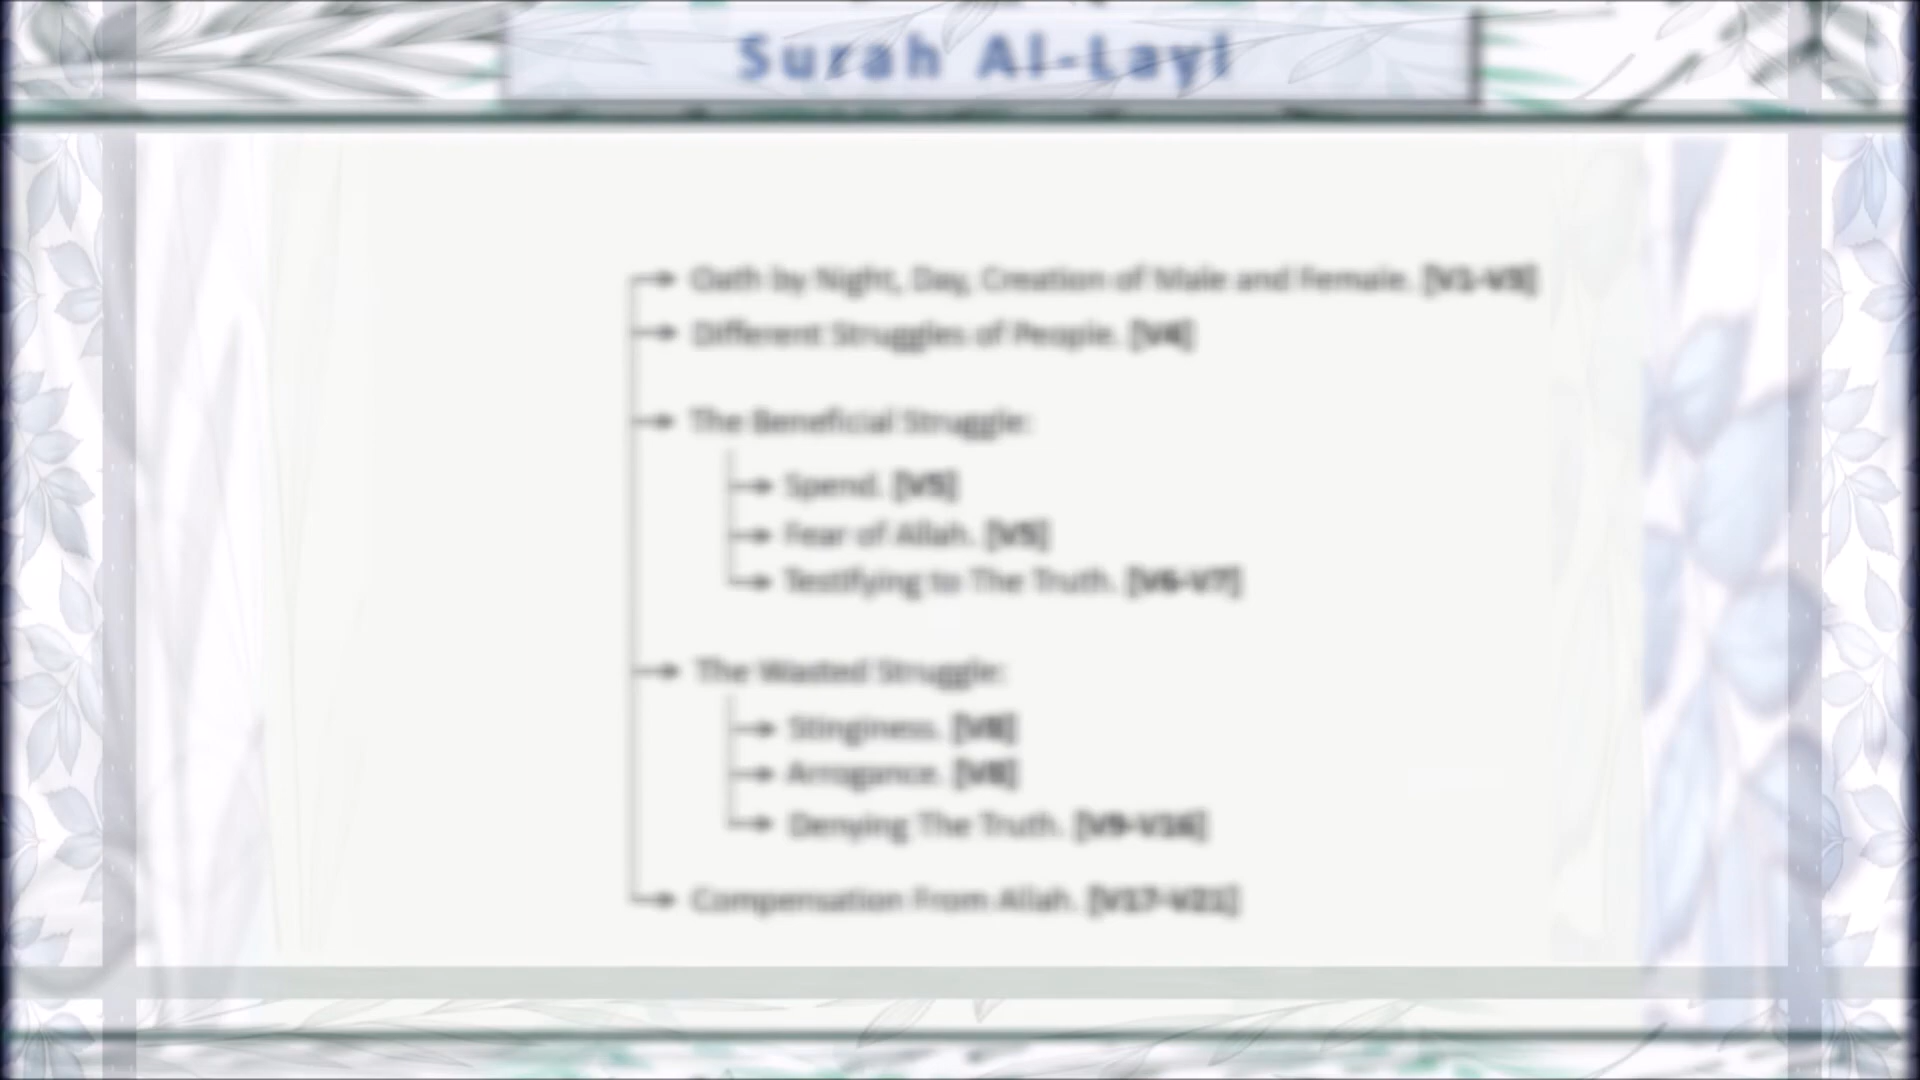 Surah Al-Layl
Oath by Night, Day, Creation of Male and Female. [V1-V3]
Different Struggles of People. [V4]
The Beneficial Struggle:
Spend. [V5]
Fear of Allah. [V5]
Testifying to The Truth. [V6-V7]
The Wasted Struggle:
Stinginess. [V8]
Arrogance. [V8]
Denying The Truth. [V9-V16]
Compensation From Allah. [V17-V21]